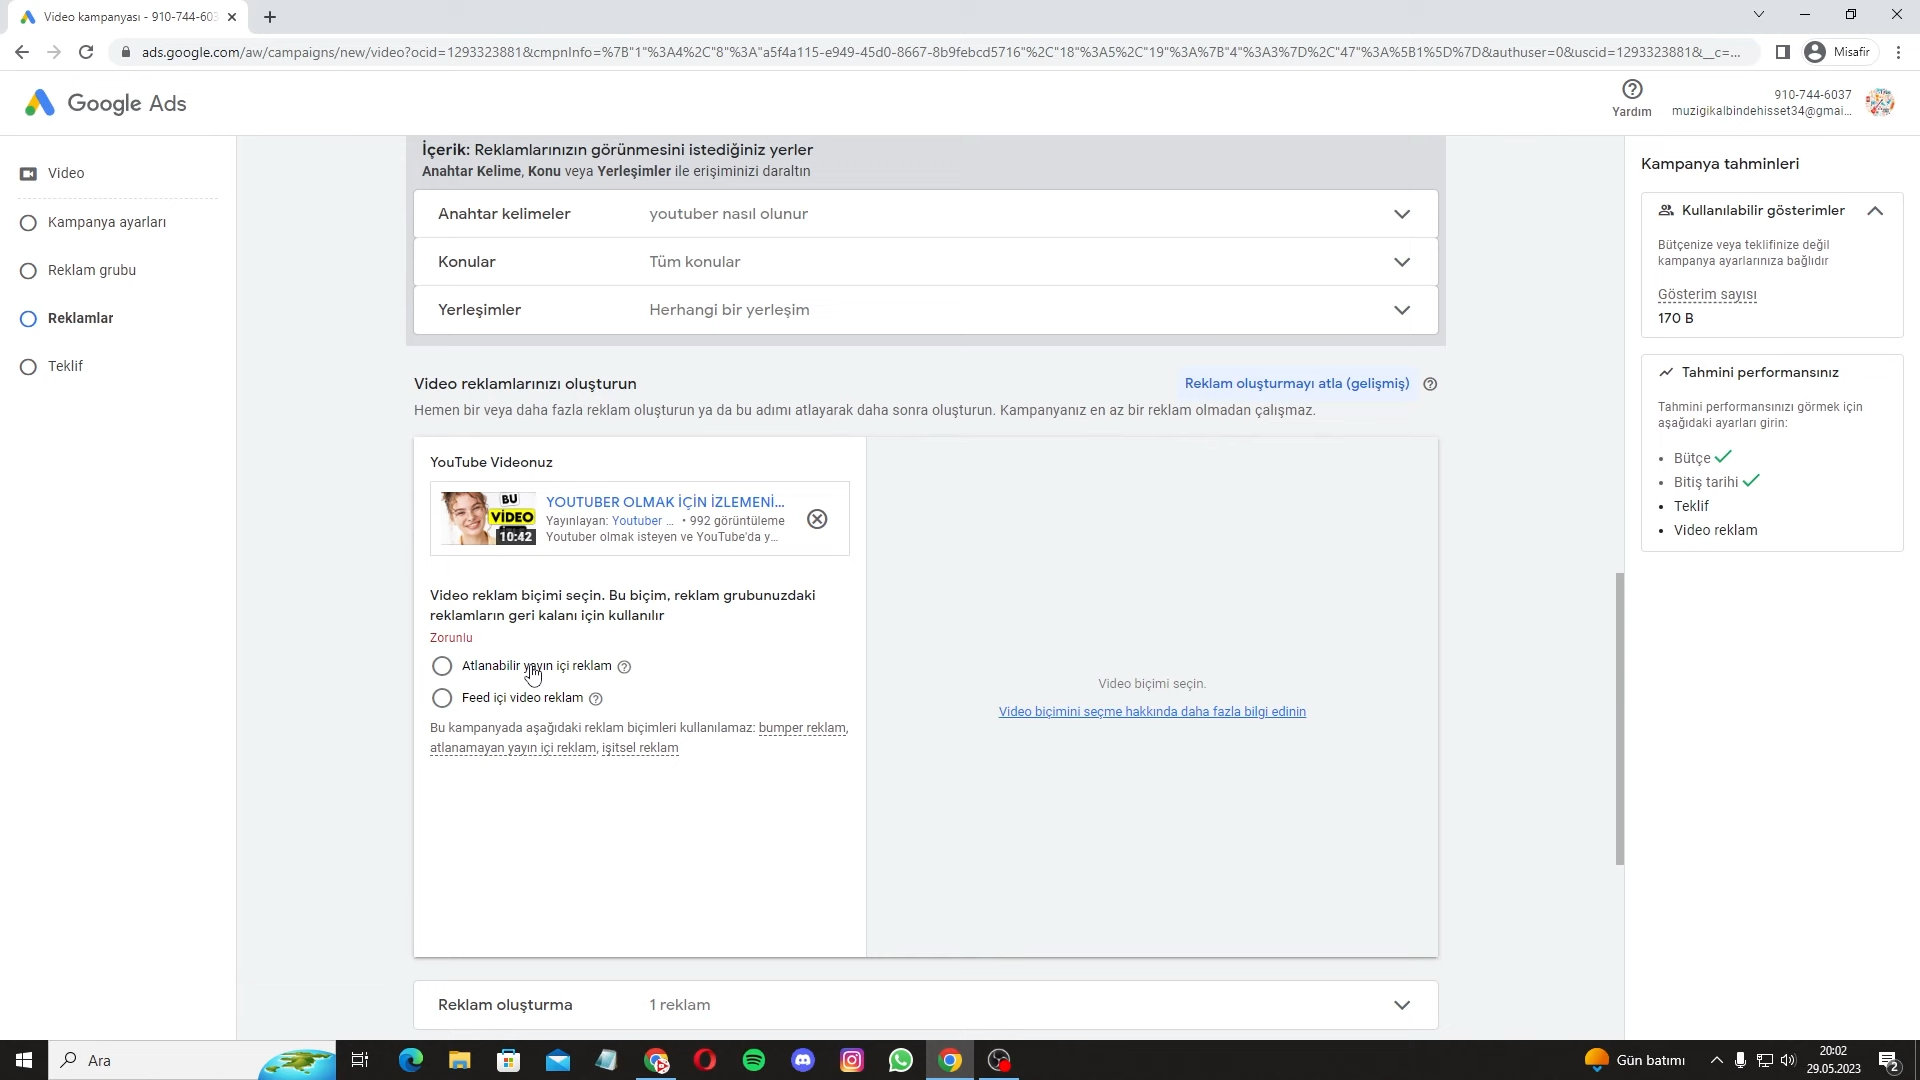 Video kampanyası - 910-744-603
ads.google.com/aw/campaigns/new/video?ocid=1293323881&cmpnInfo=%7B"1"%3A4%2C"8"%3A"a5f4a115-e949-45d0-8667-8b9febcd5716"%2C"18"%3A5%2C"19"%3A%7B"4"%3A3%7D%2C"47"%3A%5B1%5D%7D&authuser=0&uscid=1293323881&__c=...
Misafir
Google Ads
Yardım
910-744-6037
muzigikalbindehisset34@gmai...
Video
Kampanya ayarları
Reklam grubu
Reklamlar
Teklif
İçerik: Reklamlarınızın görünmesini istediğiniz yerler
Anahtar Kelime, Konu veya Yerleşimler ile erişiminizi daraltın
Anahtar kelimeler youtuber nasıl olunur
Konular Tüm konular
Yerleşimler Herhangi bir yerleşim
Video reklamlarınızı oluşturun
Reklam oluşturmayı atla (gelişmiş)
Hemen bir veya daha fazla reklam oluşturun ya da bu adımı atlayarak daha sonra oluşturun. Kampanyanız en az bir reklam olmadan çalışmaz.
YouTube Videonuz
BU
VİDEO
10:42
YOUTUBER OLMAK İÇİN İZLEMENİ...
Yayınlayan: Youtuber ... • 992 görüntüleme
Youtuber olmak isteyen ve YouTube'da y...
Video reklam biçimi seçin. Bu biçim, reklam grubunuzdaki
reklamların geri kalanı için kullanılır
Zorunlu
Atlanabilir yayın içi reklam
Feed içi video reklam
Bu kampanyada aşağıdaki reklam biçimleri kullanılamaz: bumper reklam,
atlanamayan yayın içi reklam, işitsel reklam
Video biçimi seçin.
Video biçimini seçme hakkında daha fazla bilgi edinin
Reklam oluşturma 1 reklam
Kampanya tahminleri
Kullanılabilir gösterimler
Bütçenize veya teklifinize değil
kampanya ayarlarınıza bağlıdır
Gösterim sayısı
170 B
Tahmini performansınız
Tahmini performansınızı görmek için
aşağıdaki ayarları girin:
• Bütçe
• Bitiş tarihi
• Teklif
• Video reklam
Ara
Gün batımı
20:02
29.05.2023
2